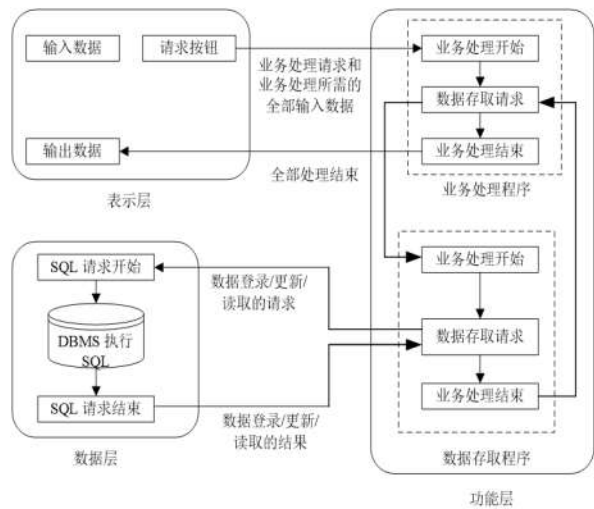 输入数据
请求按钮
业务处理请求和
业务处理所需的
全部输入数据
业务处理开始
数据存取请求
业务处理结束
业务处理程序
输出数据
全部处理结束
表示层
SQL 请求开始
DBMS 执行
SQL
SQL 请求结束
数据层
数据登录/更新/
读取的请求
数据登录/更新/
读取的结果
业务处理开始
数据存取请求
业务处理结束
数据存取程序
功能层